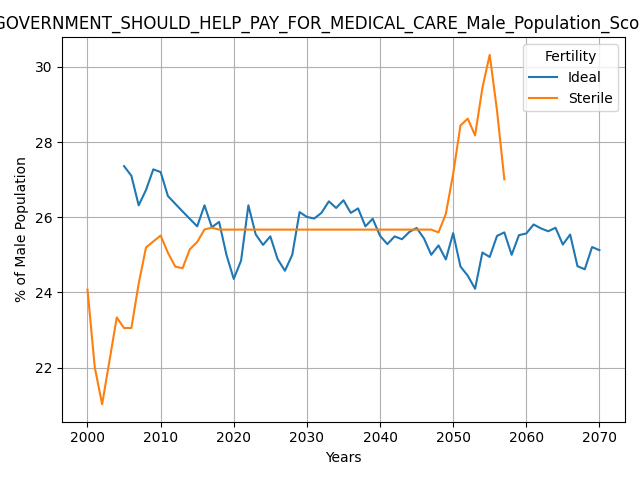 GOVERNMENT_SHOULD_HELP_PAY_FOR_MEDICAL_CARE_Male_Population_Sco
Fertility
Ideal
Sterile
% of Male Population
30
28
26
24
22
2000 2010 2020 2030 2040 2050 2060 2070
Years